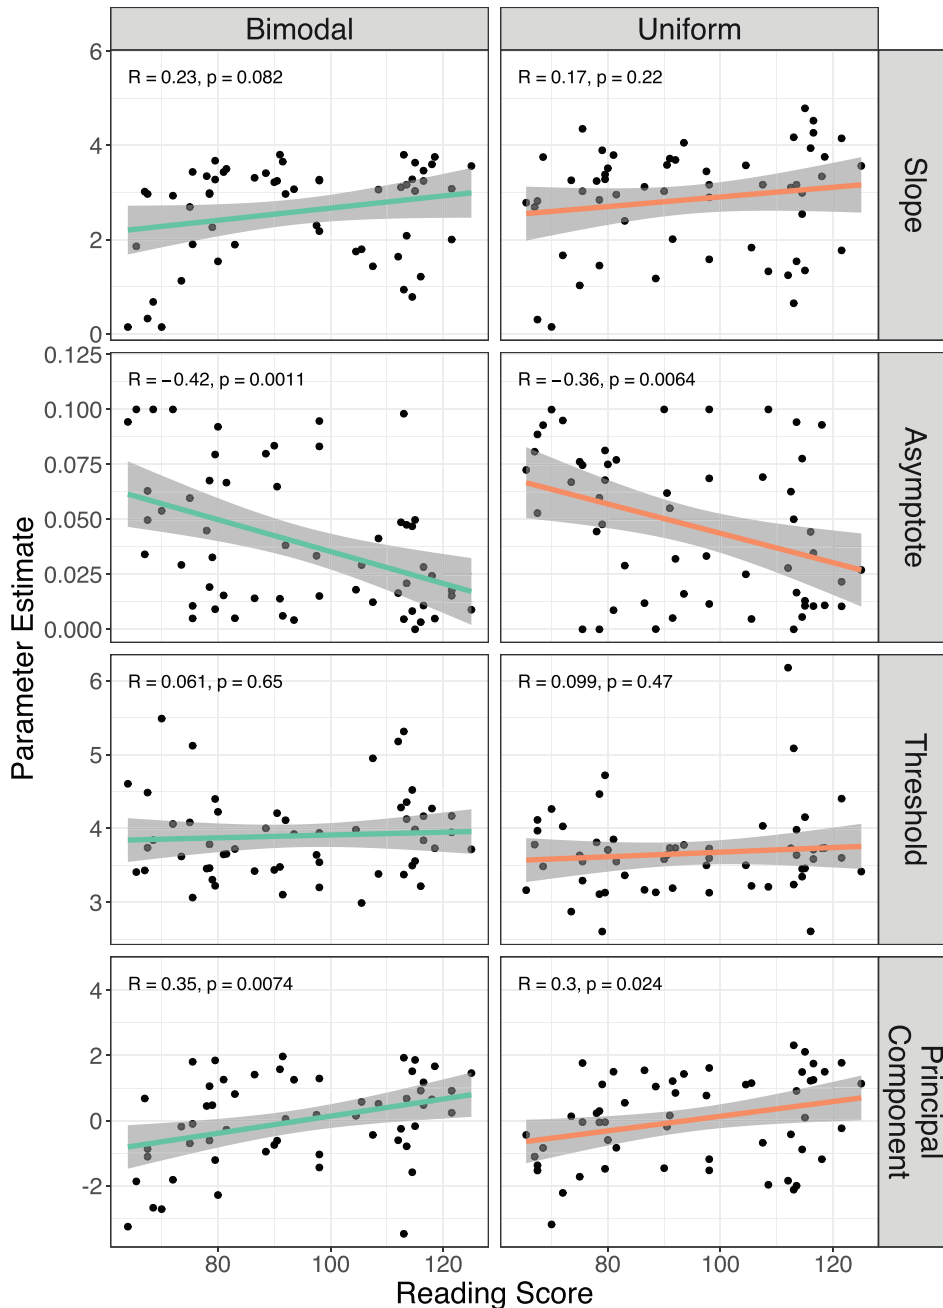 Bimodal
Uniform
R = 0.23, p = 0.082
R = 0.17, p = 0.22
6
4
2
0
Slope
R = −0.42, p = 0.0011
R = −0.36, p = 0.0064
0.125
0.100
0.075
0.050
0.025
0.000
Asymptote
Parameter Estimate
R = 0.061, p = 0.65
R = 0.099, p = 0.47
6
5
4
3
Threshold
R = 0.35, p = 0.0074
R = 0.3, p = 0.024
4
2
0
-2
Principal
Component
80
100
120
80
100
120
Reading Score